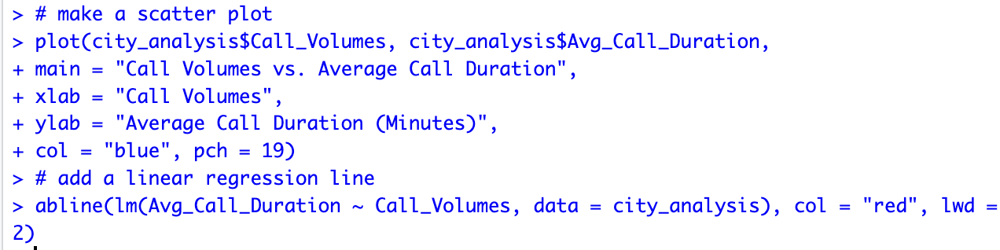 > # make a scatter plot
> plot(city_analysis$Call_Volumes, city_analysis$Avg_Call_Duration,
+ main = "Call Volumes vs. Average Call Duration",
+ xlab = "Call Volumes",
+ ylab = "Average Call Duration (Minutes)",
+ col = "blue", pch = 19)
> # add a linear regression line
> abline(lm(Avg_Call_Duration ~ Call_Volumes, data = city_analysis), col = "red", lwd =
2)